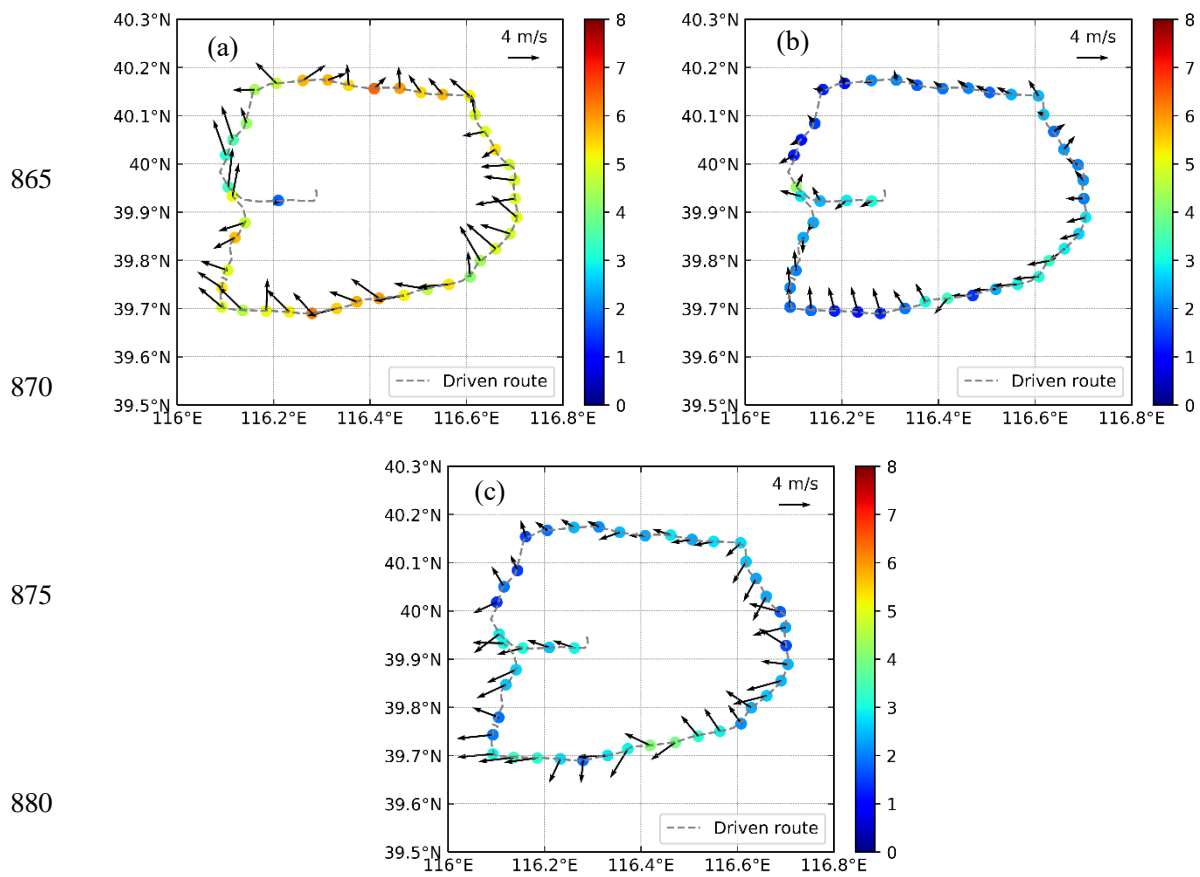 40.3°N
40.2°N
40.1°N
40°N
39.9°N
39.8°N
39.7°N
39.6°N
39.5°N
(a)
4 m/s
Driven route
116°E 116.2°E 116.4°E 116.6°E 116.8°E
8
7
6
5
4
3
2
1
0
40.3°N
40.2°N
40.1°N
40°N
39.9°N
39.8°N
39.7°N
39.6°N
39.5°N
(b)
4 m/s
Driven route
116°E 116.2°E 116.4°E 116.6°E 116.8°E
8
7
6
5
4
3
2
1
0
865
870
40.3°N
40.2°N
40.1°N
40°N
39.9°N
39.8°N
39.7°N
39.6°N
39.5°N
(c)
4 m/s
Driven route
116°E 116.2°E 116.4°E 116.6°E 116.8°E
8
7
6
5
4
3
2
1
0
875
880